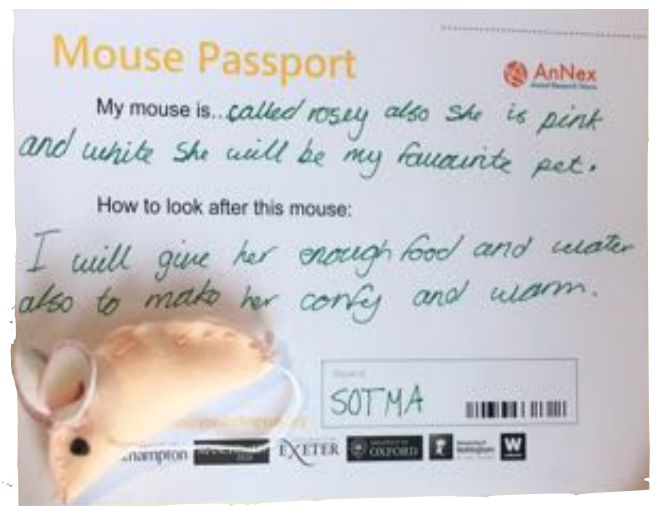 Mouse Passport
AnNex
My mouse is.. called rosey also she is pink
and white she will be my favourite pet.
How to look after this mouse:
I will give her enough food and water
also to make her comfy and warm.
SOTMA
hampton
EXETER
OXFORD
W